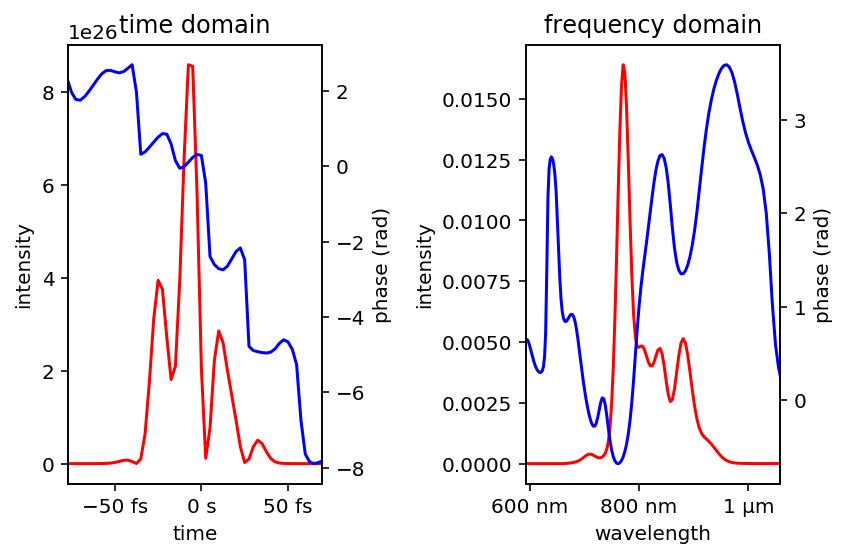 time domain
1e26
8
6
4
2
0
intensity
2
0
−2
−4
−6
−8
phase (rad)
−50 fs
0 s
50 fs
time
frequency domain
0.0150
0.0125
0.0100
0.0075
0.0050
0.0025
0.0000
intensity
3
2
1
0
phase (rad)
600 nm
800 nm
1 µm
wavelength